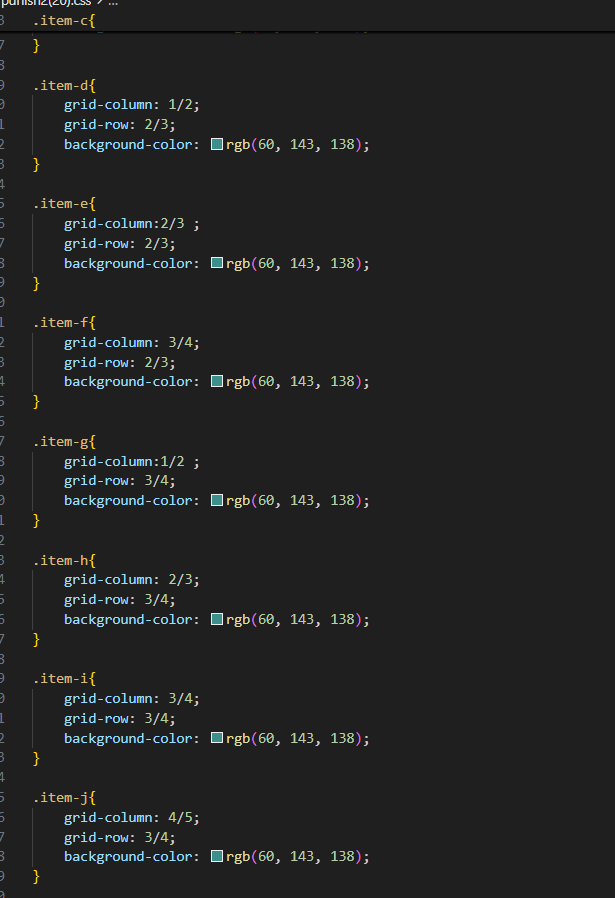 punish2(20).css > ...
.item-c{
}
.item-d{
grid-column: 1/2;
grid-row: 2/3;
background-color: rgb(60, 143, 138);
}
.item-e{
grid-column:2/3 ;
grid-row: 2/3;
background-color: rgb(60, 143, 138);
}
.item-f{
grid-column: 3/4;
grid-row: 2/3;
background-color: rgb(60, 143, 138);
}
.item-g{
grid-column:1/2 ;
grid-row: 3/4;
background-color: rgb(60, 143, 138);
}
.item-h{
grid-column: 2/3;
grid-row: 3/4;
background-color: rgb(60, 143, 138);
}
.item-i{
grid-column: 3/4;
grid-row: 3/4;
background-color: rgb(60, 143, 138);
}
.item-j{
grid-column: 4/5;
grid-row: 3/4;
background-color: rgb(60, 143, 138);
}